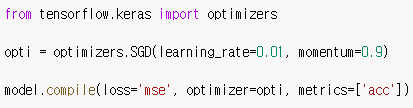 from tensorflow.keras import optimizers
opti = optimizers.SGD(learning_rate=0.01, momentum=0.9)
model.compile(loss='mse', optimizer=opti, metrics=['acc'])